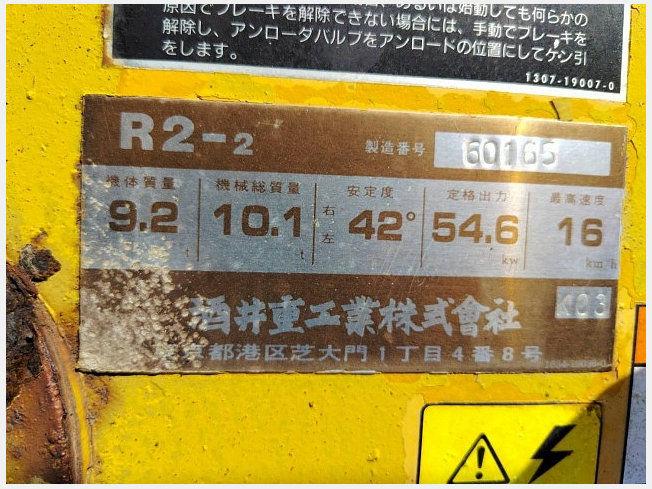 原因でブレーキを解除できない場合には、手動でブレーキを
解除し、アンローダバルブをアンロードの位置にしてケン引
をします。
1307-19007-0
R2-2 製造番号 60165
機体質量 機械総質量 安定度 定格出力 最高速度
9.2 t 10.1 t 右 左 42° 54.6 kw 16 km/h
酒井重工業株式會社
京都港区芝大門1丁目4番8号